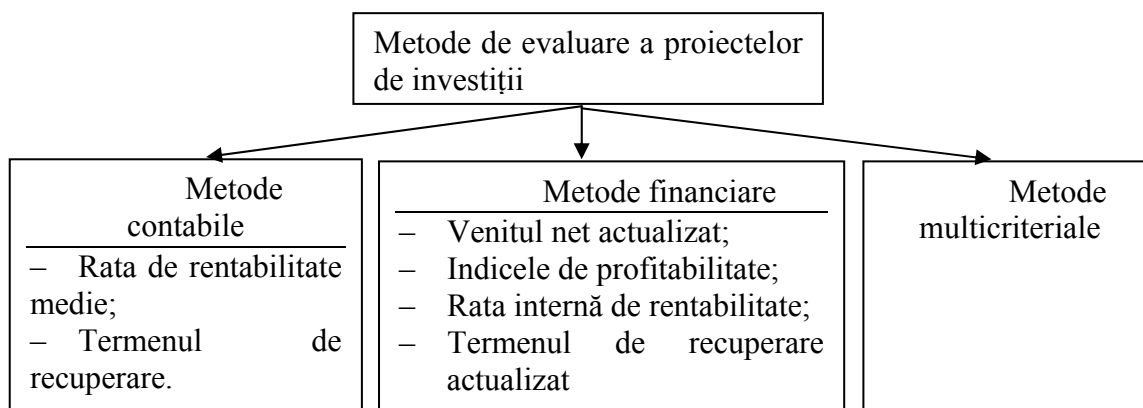 Metode de evaluare a proiectelor
de investiții
Metode
contabile
– Rata de rentabilitate
medie;
– Termenul de
recuperare.
Metode financiare
– Venitul net actualizat;
– Indicele de profitabilitate;
– Rata internă de rentabilitate;
– Termenul de recuperare
actualizat
Metode
multicriteriale